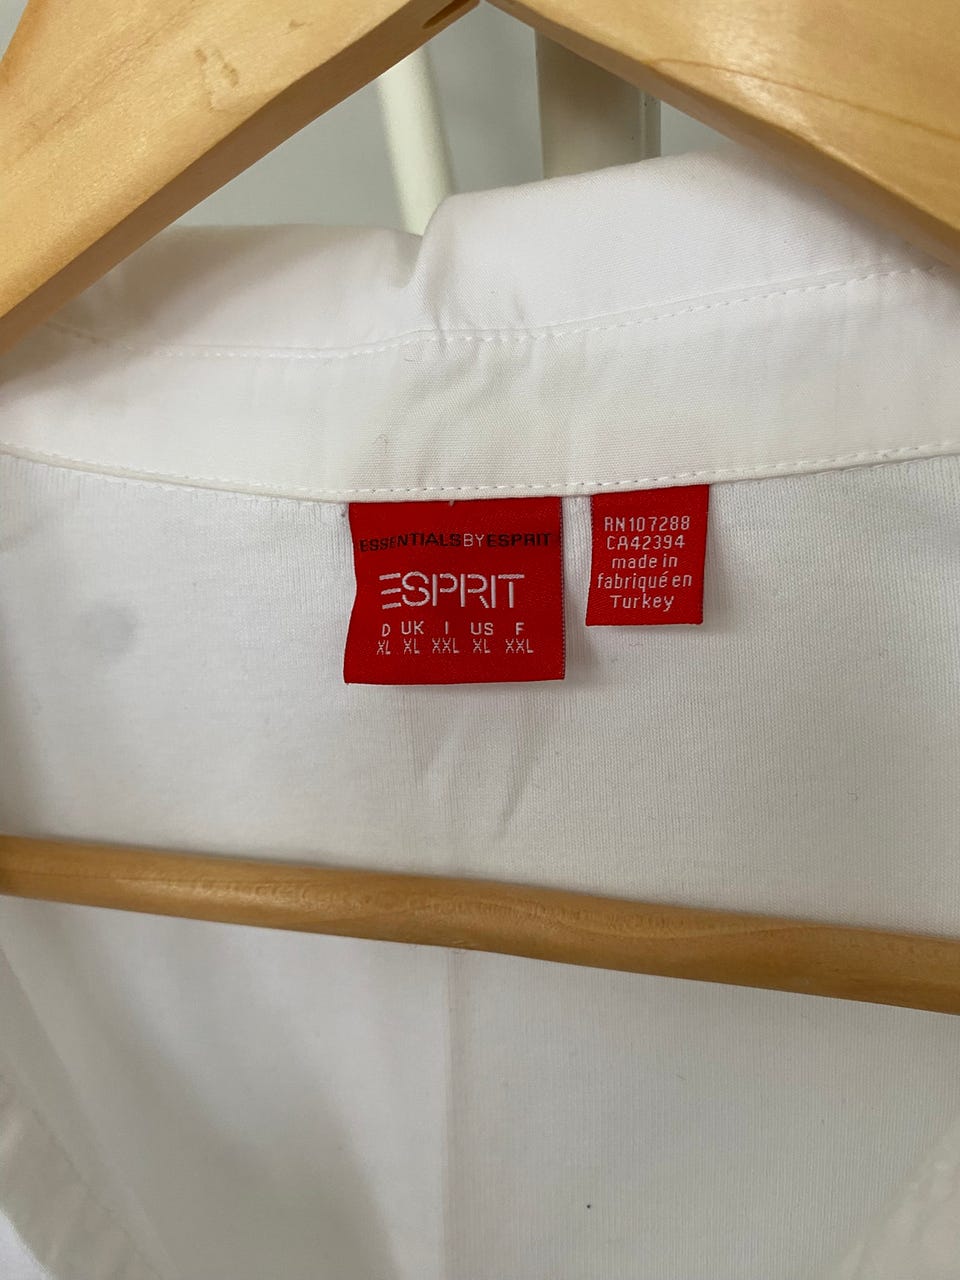 ESSENTIALSBYESPRIT
ESPRIT
D UK I US F
XL XL XXL XL XXL
RN107288
CA42394
made in
fabriqué en
Turkey